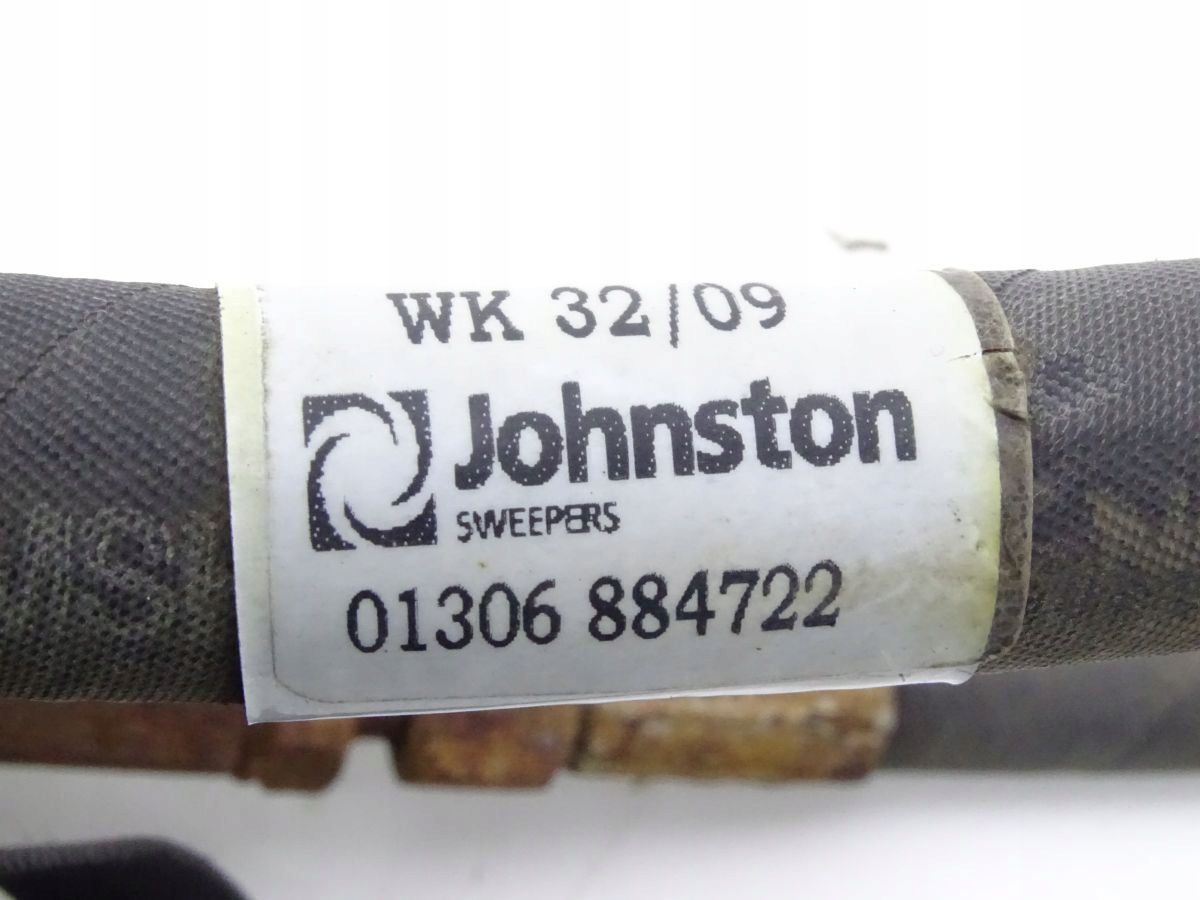 WK 32/09
Johnston
SWEEPERS
01306 884722